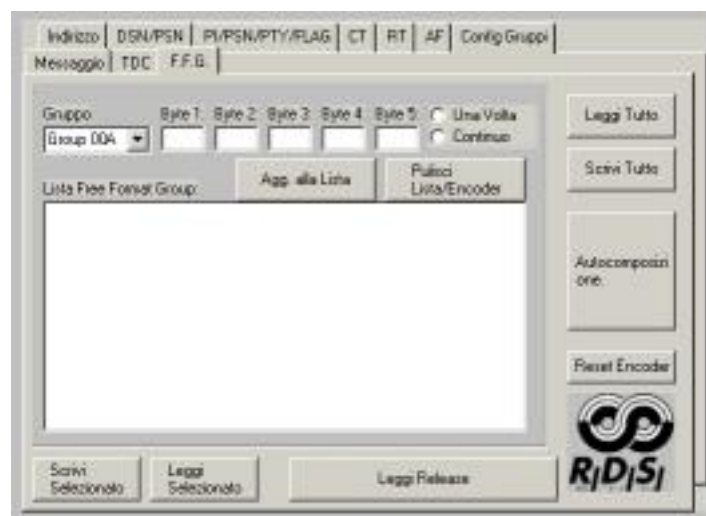 Indirizzo DSN/PSN PI/PSN/PTY/FLAG CT RT AF Config Gruppi
Messaggio TDC F.F.G.
Gruppo Byte 1 Byte 2 Byte 3 Byte 4 Byte 5 Una Volta
Group 00A Continuo
Agg. alla Lista
Pulisci
Lista/Encoder
Lista Free Format Group:
Leggi Tutto
Scrivi Tutto
Autocomposizi
one.
Reset Encoder
RDS
Scrivi
Selezionato
Leggi
Selezionato
Leggi Release